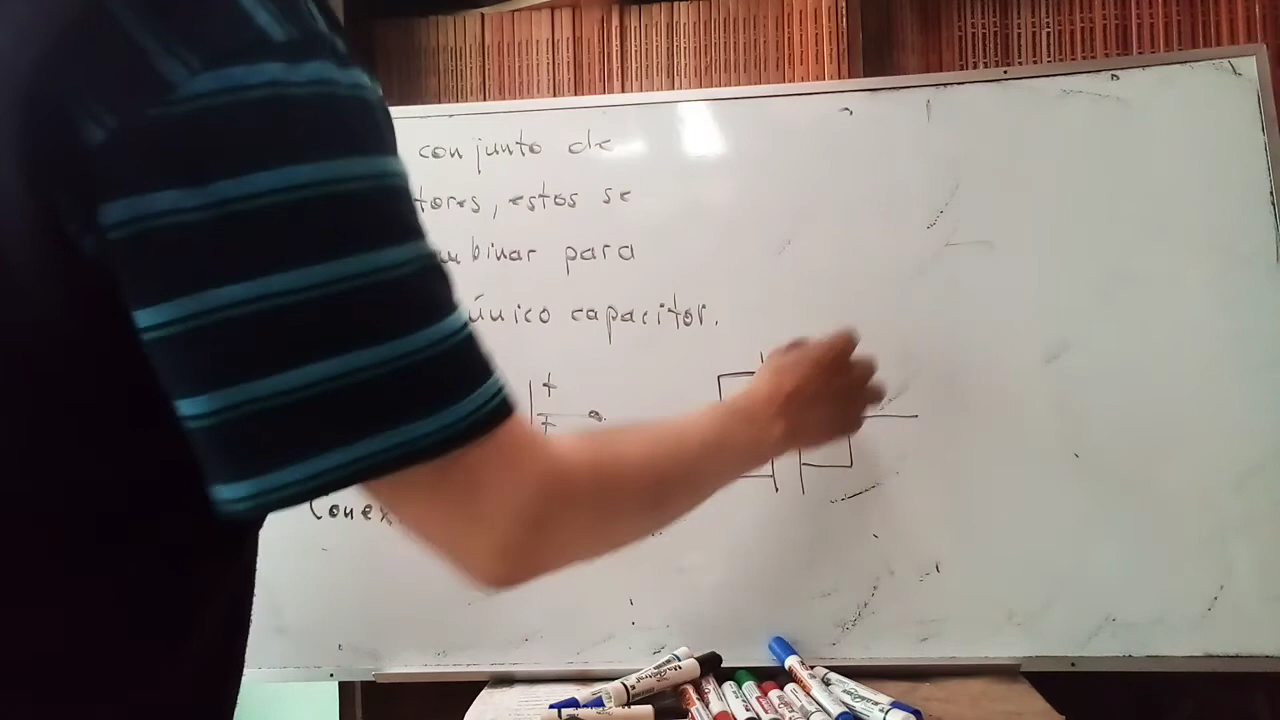 conjunto de
tores, estos se
mbinar para
único capacitor.
+
+
Conex